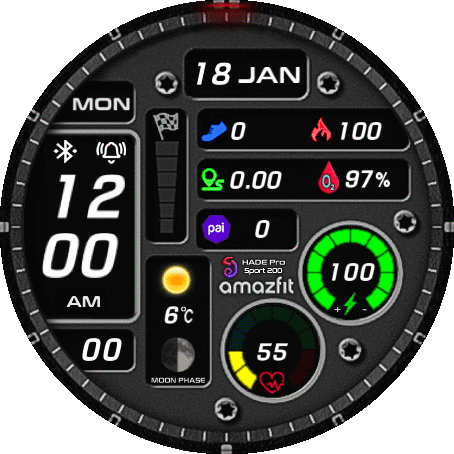 18 JAN
MON
0
100
12
0.00
O2
97%
00
pai
0
HADE Pro
Sport 200
amazfit
AM
100
+ -
6°C
00
55
MOON PHASE